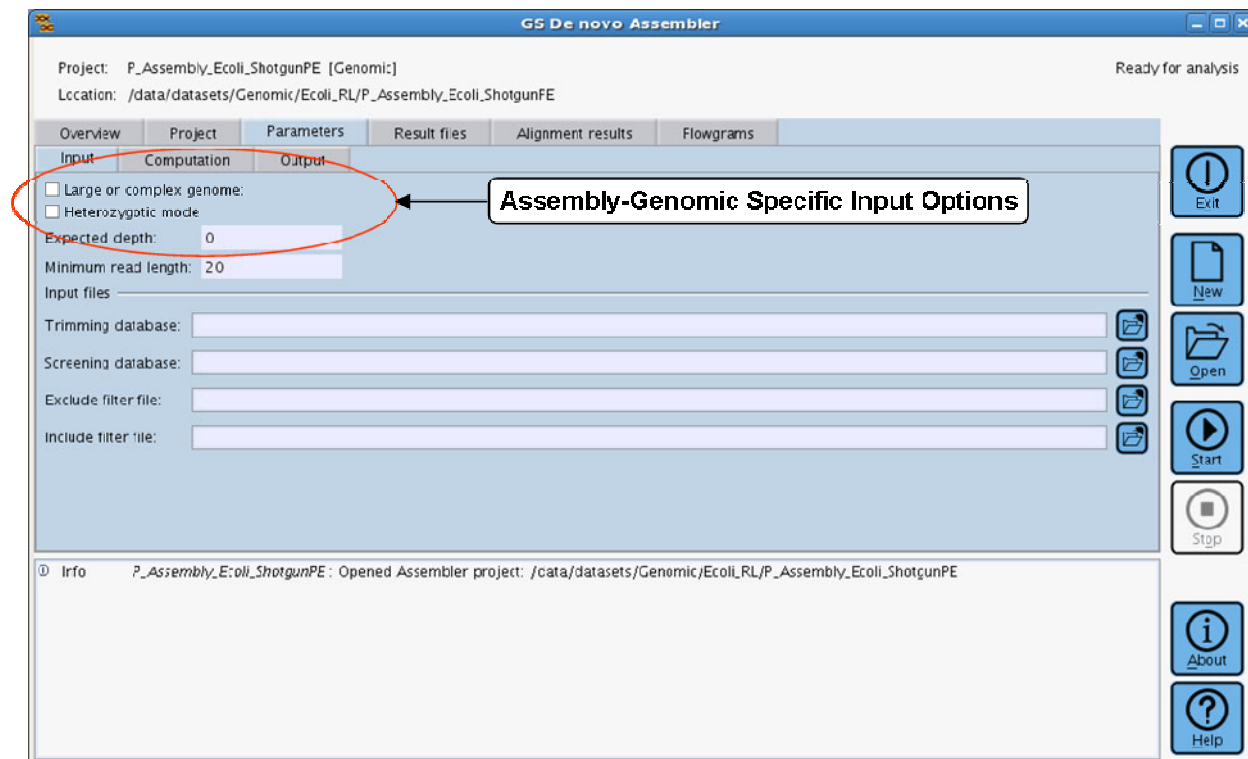 GS De novo Assembler
Project: P_Assembly_Ecoli_ShotgunPE [Genomic]
Ready for analysis
Location: /data/datasets/Genomic/Ecoli_RL/P_Assembly_Ecoli_ShotgunPE
Overview Project Parameters Result files Alignment results Flowgrams
Input Computation Output
Large or complex genome:
Heterozygotic mode
Assembly-Genomic Specific Input Options
Expected depth: 0
Minimum read length: 20
Input files
Trimming database:
Screening database:
Exclude filter file:
Include filter file:
Exit
New
Open
Start
Stop
Info P_Assembly_Ecoli_ShotgunPE : Opened Assembler project: /data/datasets/Genomic/Ecoli_RL/P_Assembly_Ecoli_ShotgunPE
About
Help